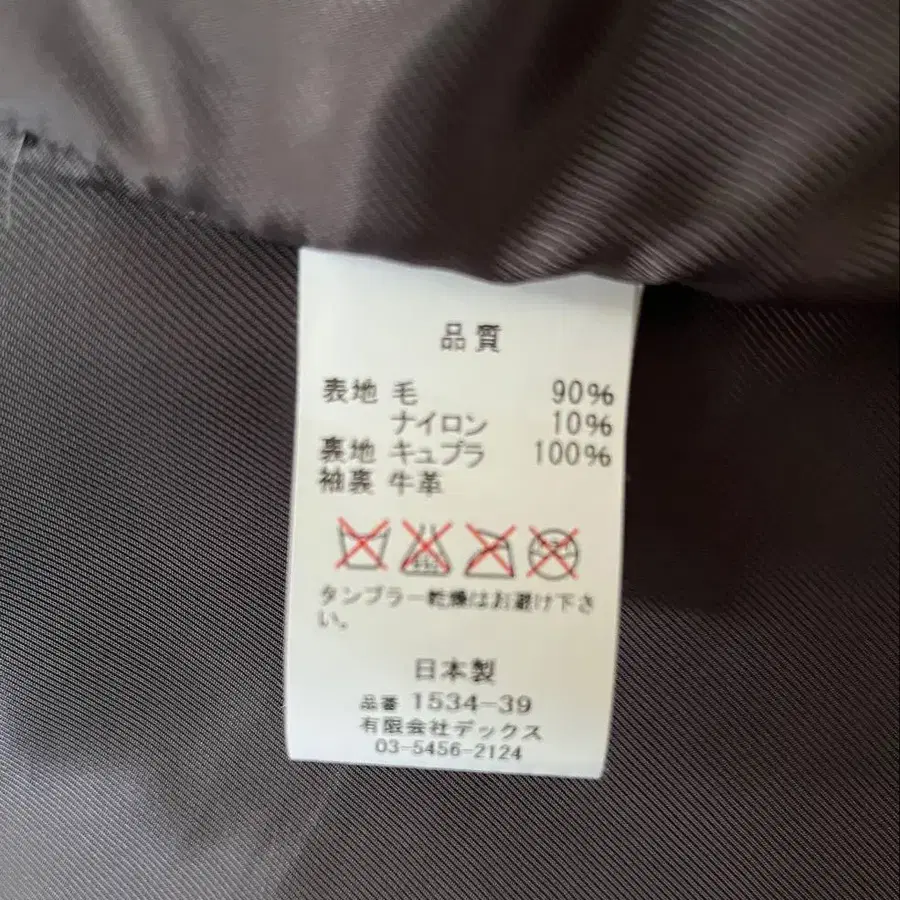 品質
表地 毛 90%
ナイロン 10%
裏地 キュプラ 100%
袖裏 牛革
タンブラー乾燥はお避け下さ
い。
日本製
品番 1534-39
有限会社デックス
03-5456-2124